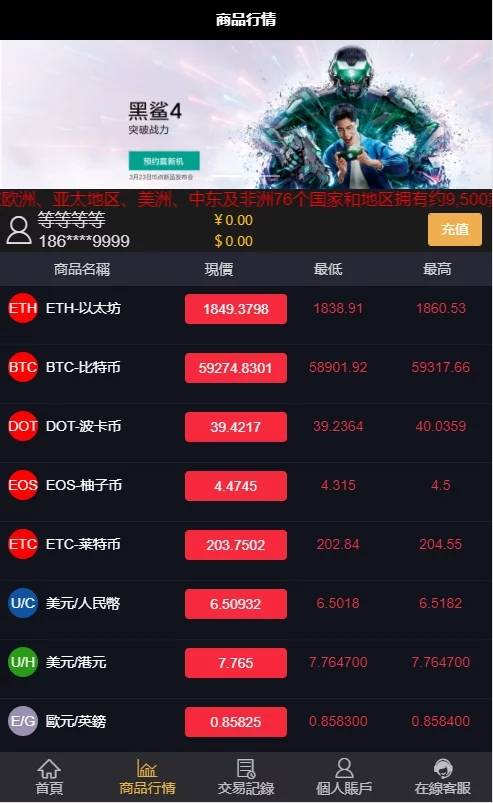 商品行情
黑鲨4
突破战力
预约赢新机
3月23日15点新品发布会
欧洲、亚太地区、美洲、中东及非洲76个国家和地区拥有约9,500
等等等等
¥ 0.00
186****9999
$ 0.00
充值
商品名稱 現價 最低 最高
ETH ETH-以太坊 1849.3798 1838.91 1860.53
BTC BTC-比特币 59274.8301 58901.92 59317.66
DOT DOT-波卡币 39.4217 39.2364 40.0359
EOS EOS-柚子币 4.4745 4.315 4.5
ETC ETC-莱特币 203.7502 202.84 204.55
U/C 美元/人民幣 6.50932 6.5018 6.5182
U/H 美元/港元 7.765 7.764700 7.764700
E/G 歐元/英鎊 0.85825 0.858300 0.858400
首頁 商品行情 交易記錄 個人賬戶 在線客服